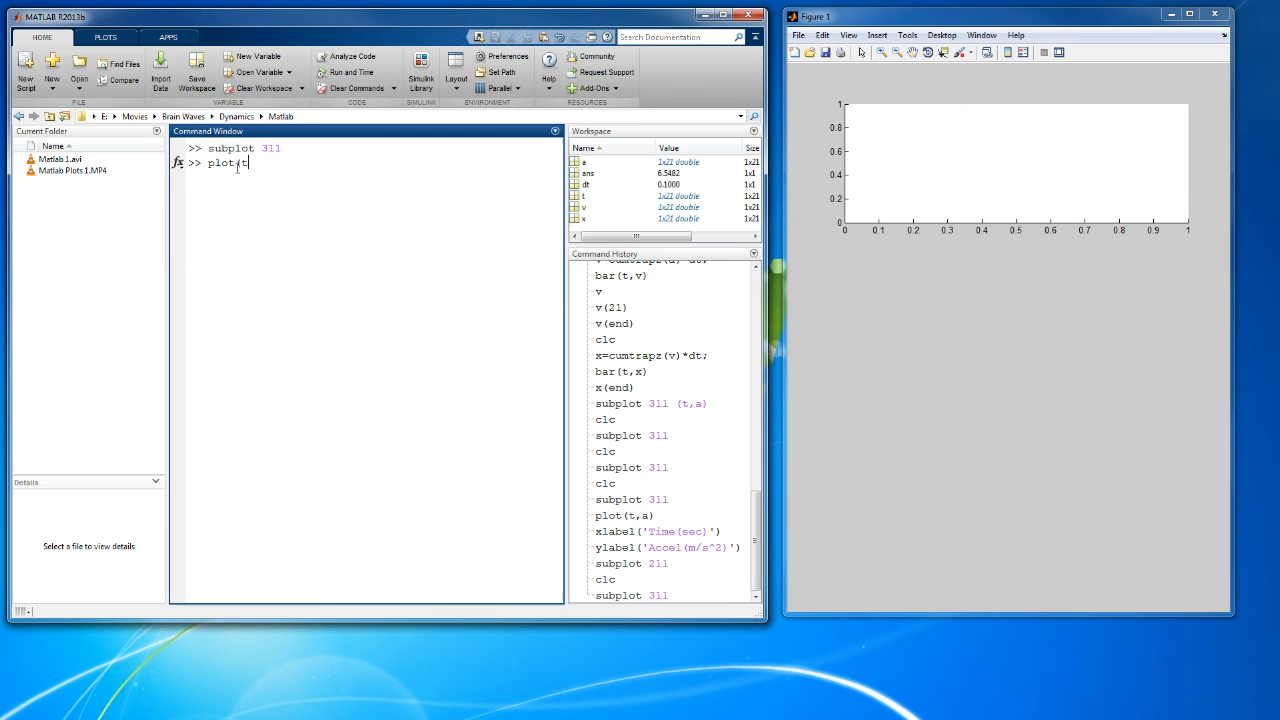 MATLAB R2013b
HOME
PLOTS
APPS
Search Documentation
New Script
New
Open
Find Files
Compare
Import Data
Save Workspace
New Variable
Open Variable
Clear Workspace
Analyze Code
Run and Time
Clear Commands
Simulink Library
Layout
Preferences
Set Path
Parallel
Help
Community
Request Support
Add-Ons
FILE
VARIABLE
CODE
SIMULINK
ENVIRONMENT
RESOURCES
E: Movies Brain Waves Dynamics Matlab
Current Folder
Name
Matlab 1.avi
Matlab Plots 1.MP4
Details
Select a file to view details
Command Window
>> subplot 311
fx >> plot(t
Workspace
Name Value Size
a 1x21 double 1x21
ans 6.5482 1x1
dt 0.1000 1x1
t 1x21 double 1x21
v 1x21 double 1x21
x 1x21 double 1x21
Command History
bar(t,v)
v
v(21)
v(end)
clc
x=cumtrapz(v)*dt;
bar(t,x)
x(end)
subplot 311 (t,a)
clc
subplot 311
clc
subplot 311
clc
subplot 311
plot(t,a)
xlabel('Time(sec)')
ylabel('Accel(m/s^2)')
subplot 211
clc
subplot 311
Figure 1
File Edit View Insert Tools Desktop Window Help
1
0.8
0.6
0.4
0.2
0
0 0.1 0.2 0.3 0.4 0.5 0.6 0.7 0.8 0.9 1